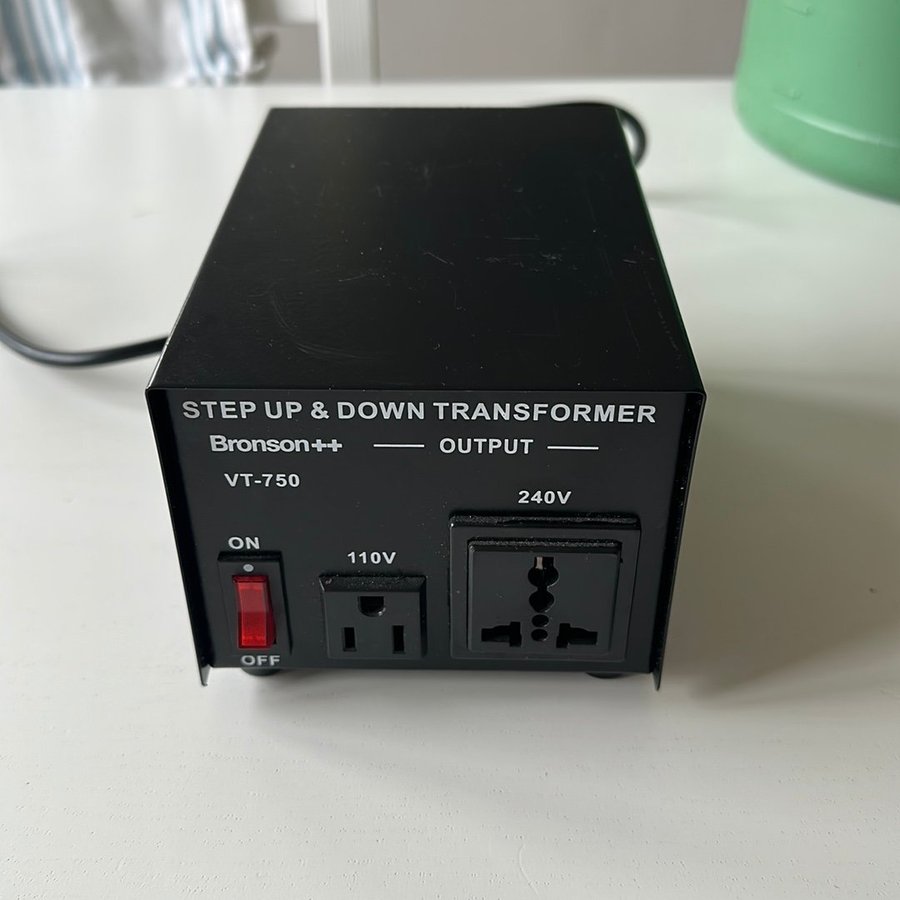 STEP UP & DOWN TRANSFORMER
Bronson++ OUTPUT
VT-750
240V
ON
110V
OFF